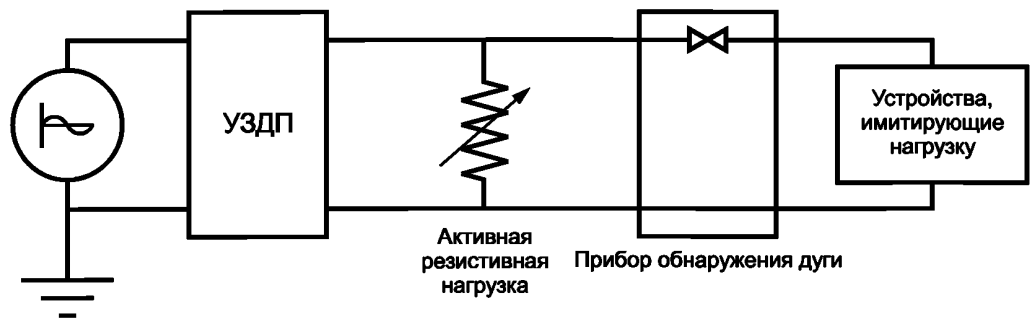 УЗДП
Устройства,
имитирующие
нагрузку
Активная
резистивная
нагрузка
Прибор обнаружения дуги